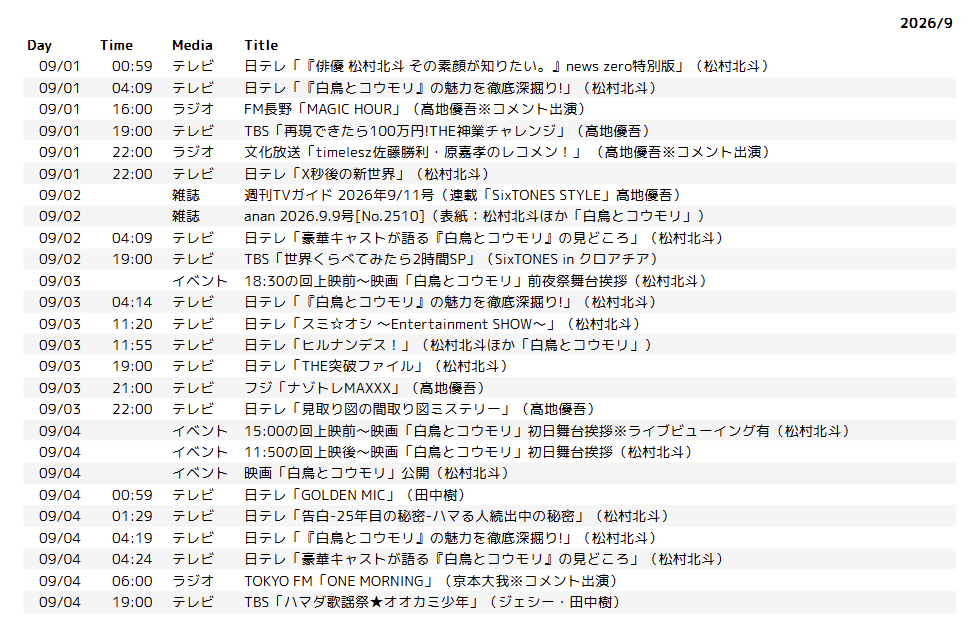 2026/9
Day Time Media Title
09/01 00:59 テレビ 日テレ「『俳優 松村北斗 その素顔が知りたい。』news zero特別版」（松村北斗）
09/01 04:09 テレビ 日テレ「『白鳥とコウモリ』の魅力を徹底深掘り!」（松村北斗）
09/01 16:00 ラジオ FM長野「MAGIC HOUR」（髙地優吾※コメント出演）
09/01 19:00 テレビ TBS「再現できたら100万円!THE神業チャレンジ」（髙地優吾）
09/01 22:00 ラジオ 文化放送「timelesz佐藤勝利・原嘉孝のレコメン！」（髙地優吾※コメント出演）
09/01 22:00 テレビ 日テレ「X秒後の新世界」（松村北斗）
09/02 雑誌 週刊TVガイド 2026年9/11号（連載「SixTONES STYLE」髙地優吾）
09/02 雑誌 anan 2026.9.9号[No.2510]（表紙：松村北斗ほか「白鳥とコウモリ」）
09/02 04:09 テレビ 日テレ「豪華キャストが語る『白鳥とコウモリ』の見どころ」（松村北斗）
09/02 19:00 テレビ TBS「世界くらべてみたら2時間SP」（SixTONES in クロアチア）
09/03 イベント 18:30の回上映前～映画「白鳥とコウモリ」前夜祭舞台挨拶（松村北斗）
09/03 04:14 テレビ 日テレ「『白鳥とコウモリ』の魅力を徹底深掘り!」（松村北斗）
09/03 11:20 テレビ 日テレ「スミ☆オシ ～Entertainment SHOW～」（松村北斗）
09/03 11:55 テレビ 日テレ「ヒルナンデス！」（松村北斗ほか「白鳥とコウモリ」）
09/03 19:00 テレビ 日テレ「THE突破ファイル」（松村北斗）
09/03 21:00 テレビ フジ「ナゾトレMAXXX」（髙地優吾）
09/03 22:00 テレビ 日テレ「見取り図の間取り図ミステリー」（髙地優吾）
09/04 イベント 15:00の回上映前～映画「白鳥とコウモリ」初日舞台挨拶※ライブビューイング有（松村北斗）
09/04 イベント 11:50の回上映後～映画「白鳥とコウモリ」初日舞台挨拶（松村北斗）
09/04 イベント 映画「白鳥とコウモリ」公開（松村北斗）
09/04 00:59 テレビ 日テレ「GOLDEN MIC」（田中樹）
09/04 01:29 テレビ 日テレ「告白-25年目の秘密-ハマる人続出中の秘密」（松村北斗）
09/04 04:19 テレビ 日テレ「『白鳥とコウモリ』の魅力を徹底深掘り!」（松村北斗）
09/04 04:24 テレビ 日テレ「豪華キャストが語る『白鳥とコウモリ』の見どころ」（松村北斗）
09/04 06:00 ラジオ TOKYO FM「ONE MORNING」（京本大我※コメント出演）
09/04 19:00 テレビ TBS「ハマダ歌謡祭★オオカミ少年」（ジェシー・田中樹）